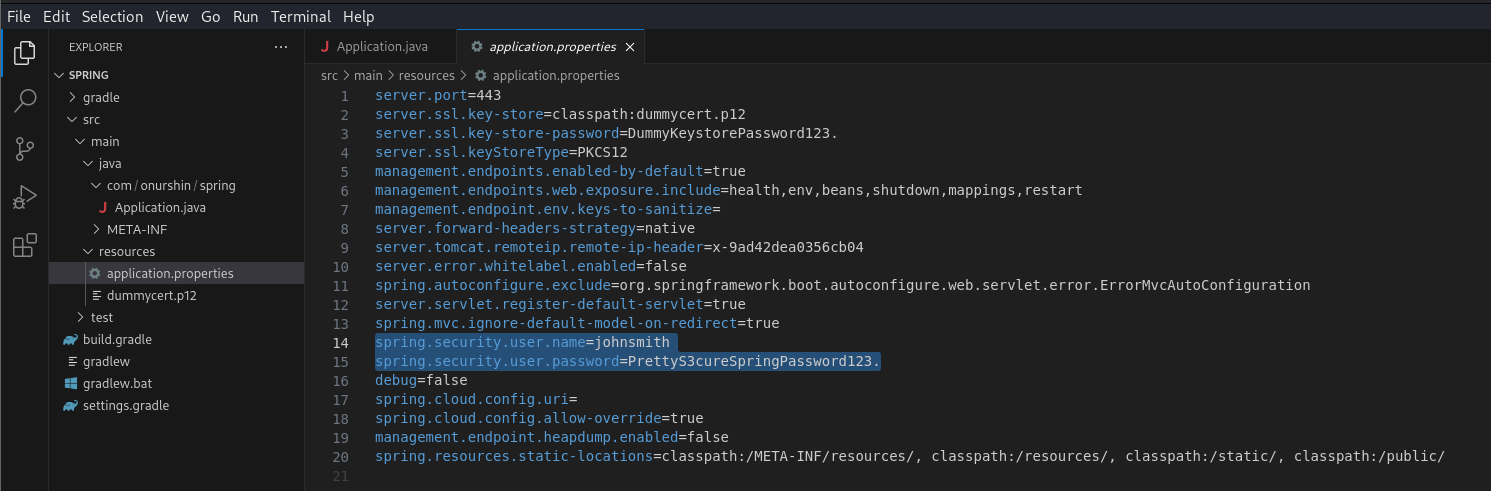 File Edit Selection View Go Run Terminal Help
EXPLORER ...
SPRING
gradle
src
main
java
com / onurshin / spring
J Application.java
META-INF
resources
application.properties
dummycert.p12
test
build.gradle
gradlew
gradlew.bat
settings.gradle
J Application.java application.properties ×
src > main > resources > application.properties
1 server.port=443
2 server.ssl.key-store=classpath:dummycert.p12
3 server.ssl.key-store-password=DummyKeystorePassword123.
4 server.ssl.keyStoreType=PKCS12
5 management.endpoints.enabled-by-default=true
6 management.endpoints.web.exposure.include=health,env,beans,shutdown,mappings,restart
7 management.endpoint.env.keys-to-sanitize=
8 server.forward-headers-strategy=native
9 server.tomcat.remoteip.remote-ip-header=x-9ad42dea0356cb04
10 server.error.whitelabel.enabled=false
11 spring.autoconfigure.exclude=org.springframework.boot.autoconfigure.web.servlet.error.ErrorMvcAutoConfiguration
12 server.servlet.register-default-servlet=true
13 spring.mvc.ignore-default-model-on-redirect=true
14 spring.security.user.name=johnsmith
15 spring.security.user.password=PrettyS3cureSpringPassword123.
16 debug=false
17 spring.cloud.config.uri=
18 spring.cloud.config.allow-override=true
19 management.endpoint.heapdump.enabled=false
20 spring.resources.static-locations=classpath:/META-INF/resources/, classpath:/resources/, classpath:/static/, classpath:/public/
21